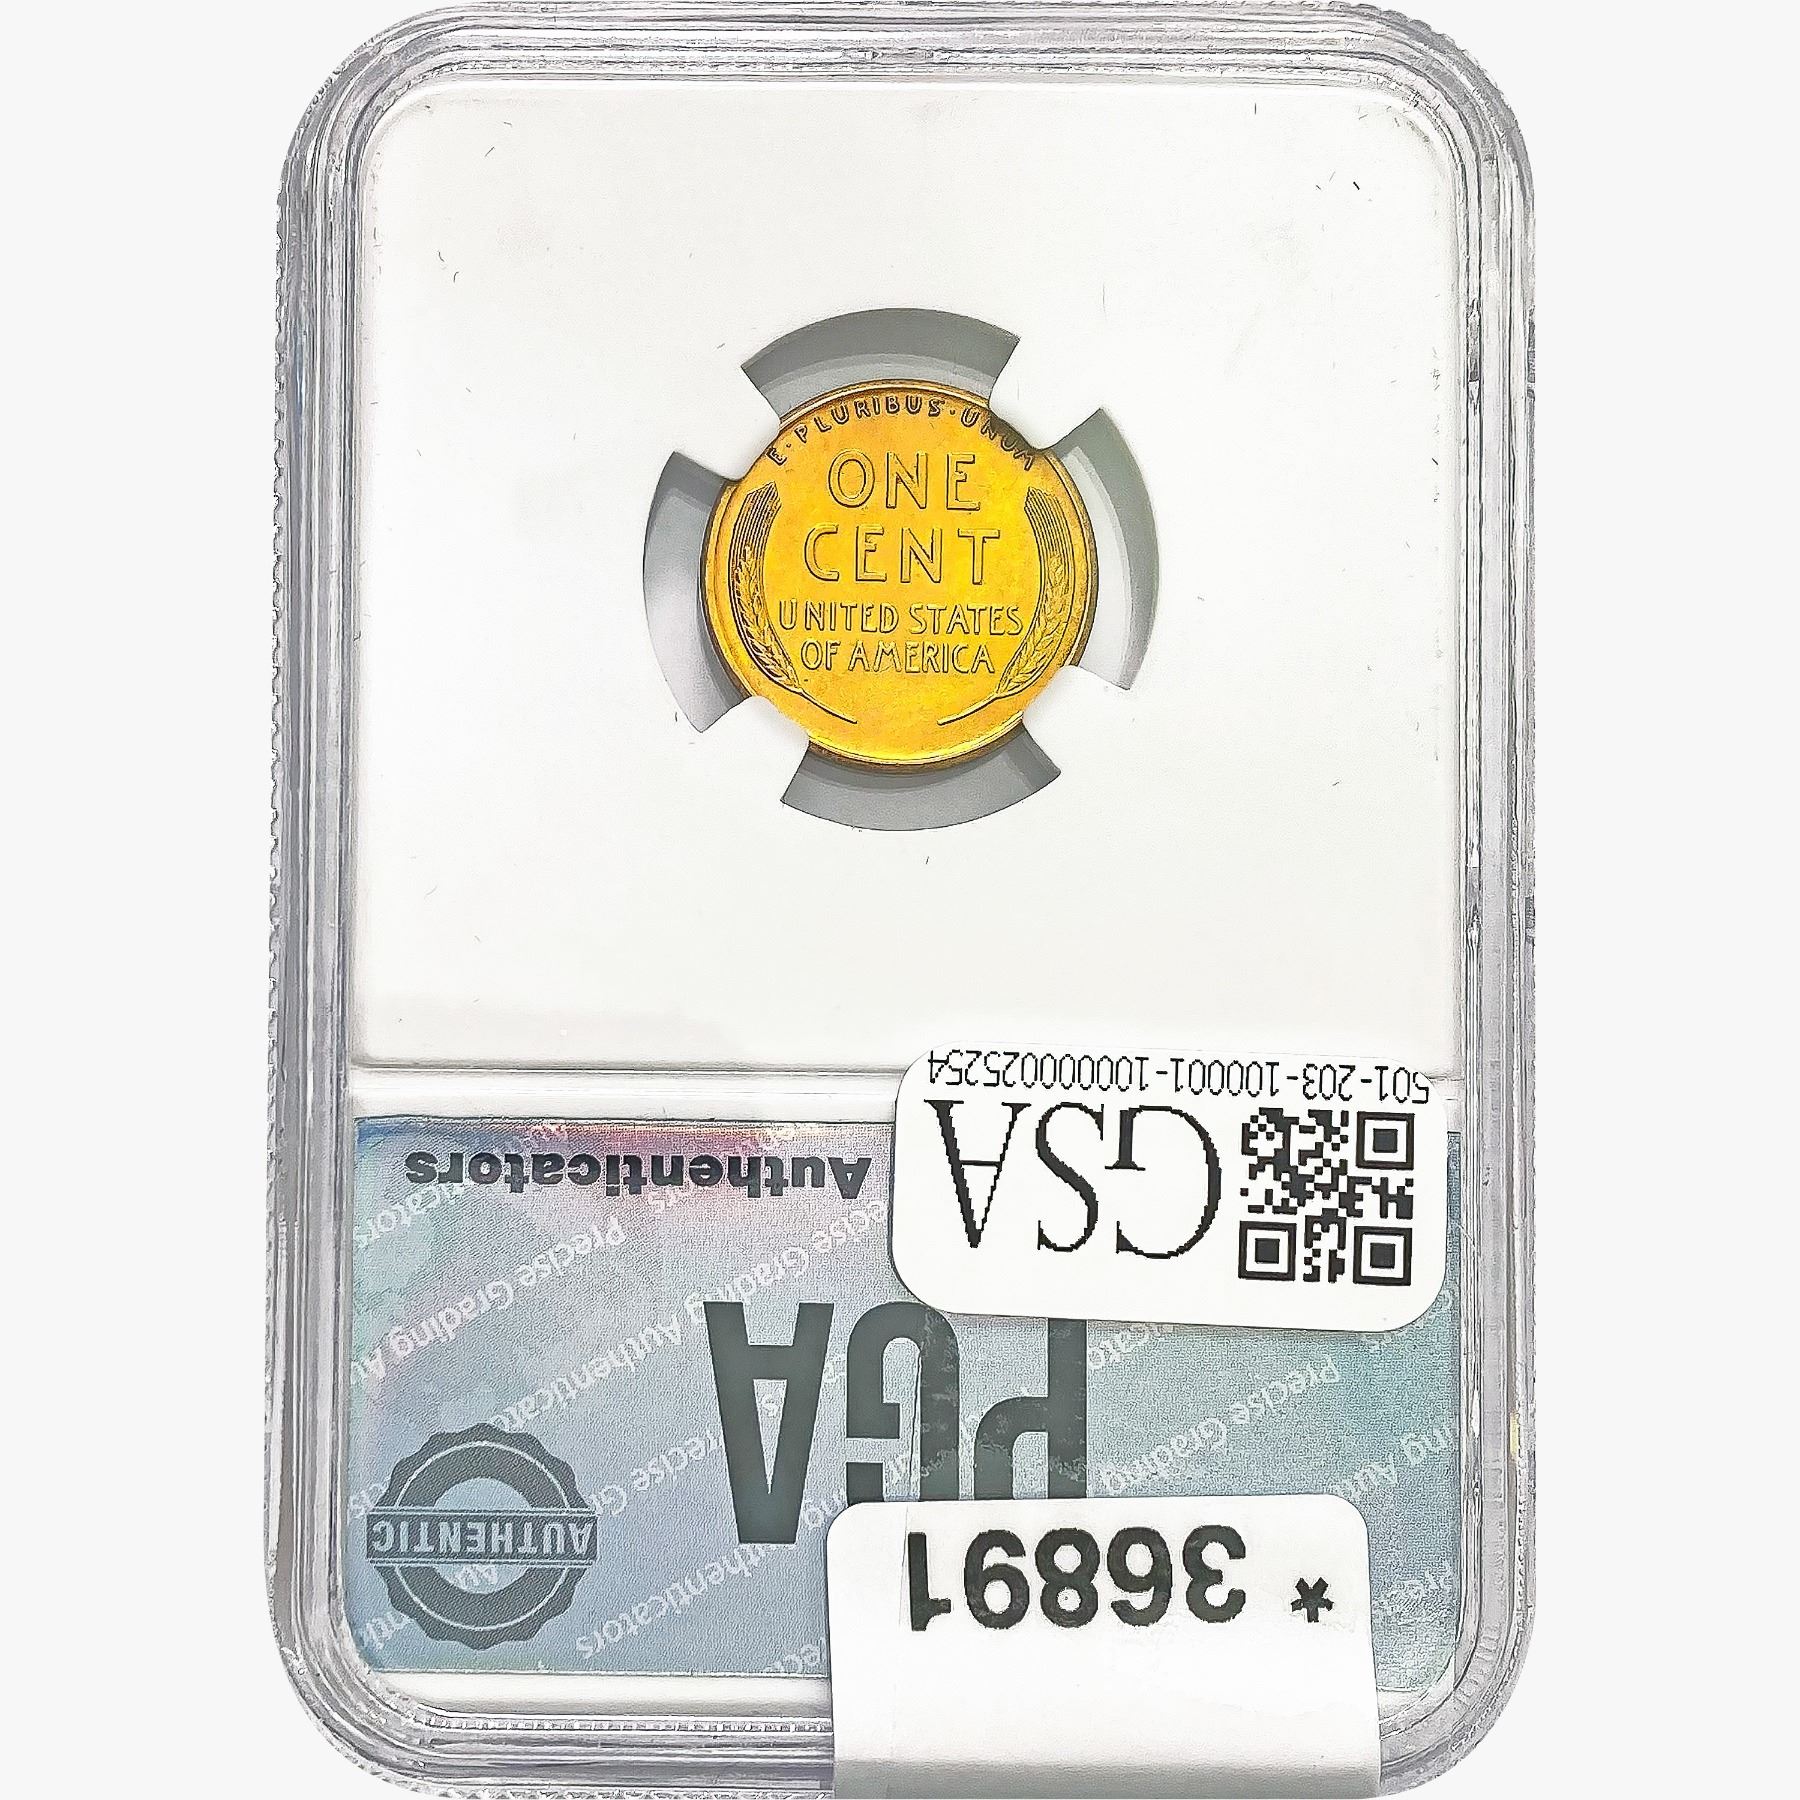 E·PLURIBUS·UNUM
ONE
CENT
UNITED STATES
OF AMERICA
501-203-100001-1000000025254
GSA
Authenticators
PGA
Precise Grading Authenticators
AUTHENTIC
Au
* 36891